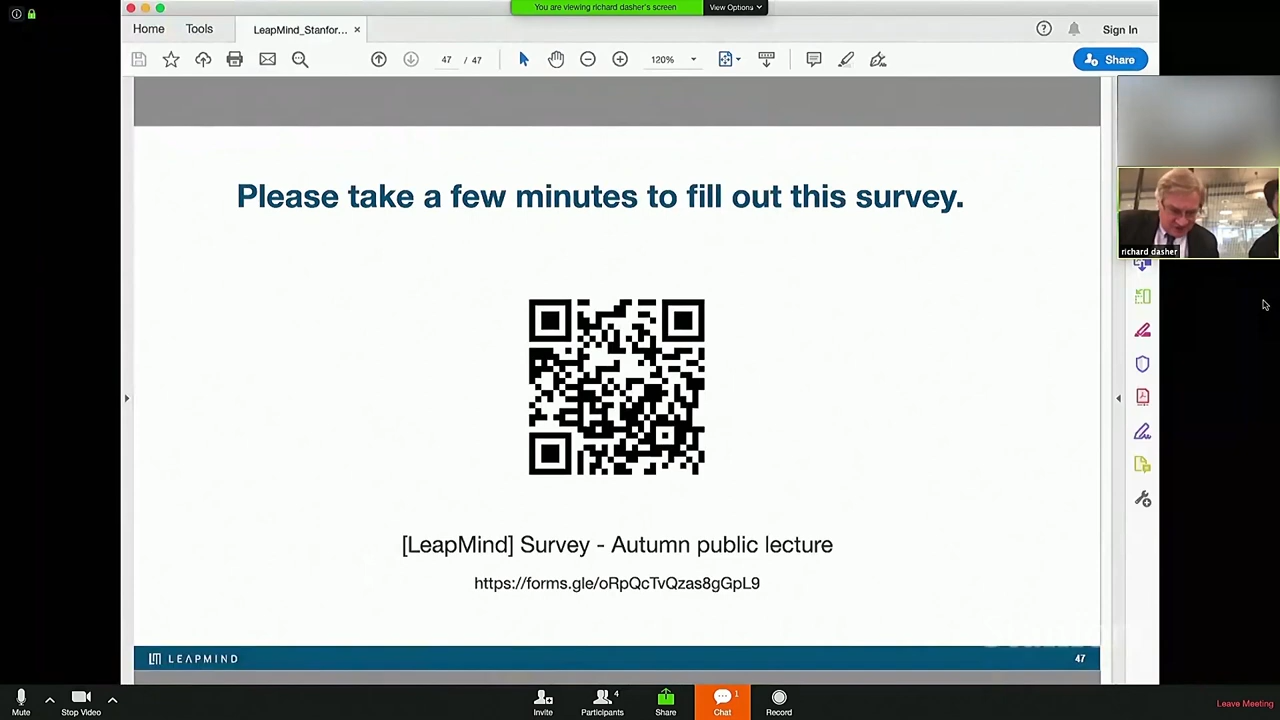 You are viewing richard dasher's screen
View Options
Home
Tools
LeapMind_Stanfor...
Sign In
47
/ 47
120%
Share
Please take a few minutes to fill out this survey.
richard dasher
[LeapMind] Survey - Autumn public lecture
https://forms.gle/oRpQcTvQzas8gGpL9
LEAPMIND
47
Mute
Stop Video
Invite
4
Participants
Share
1
Chat
Record
Leave Meeting